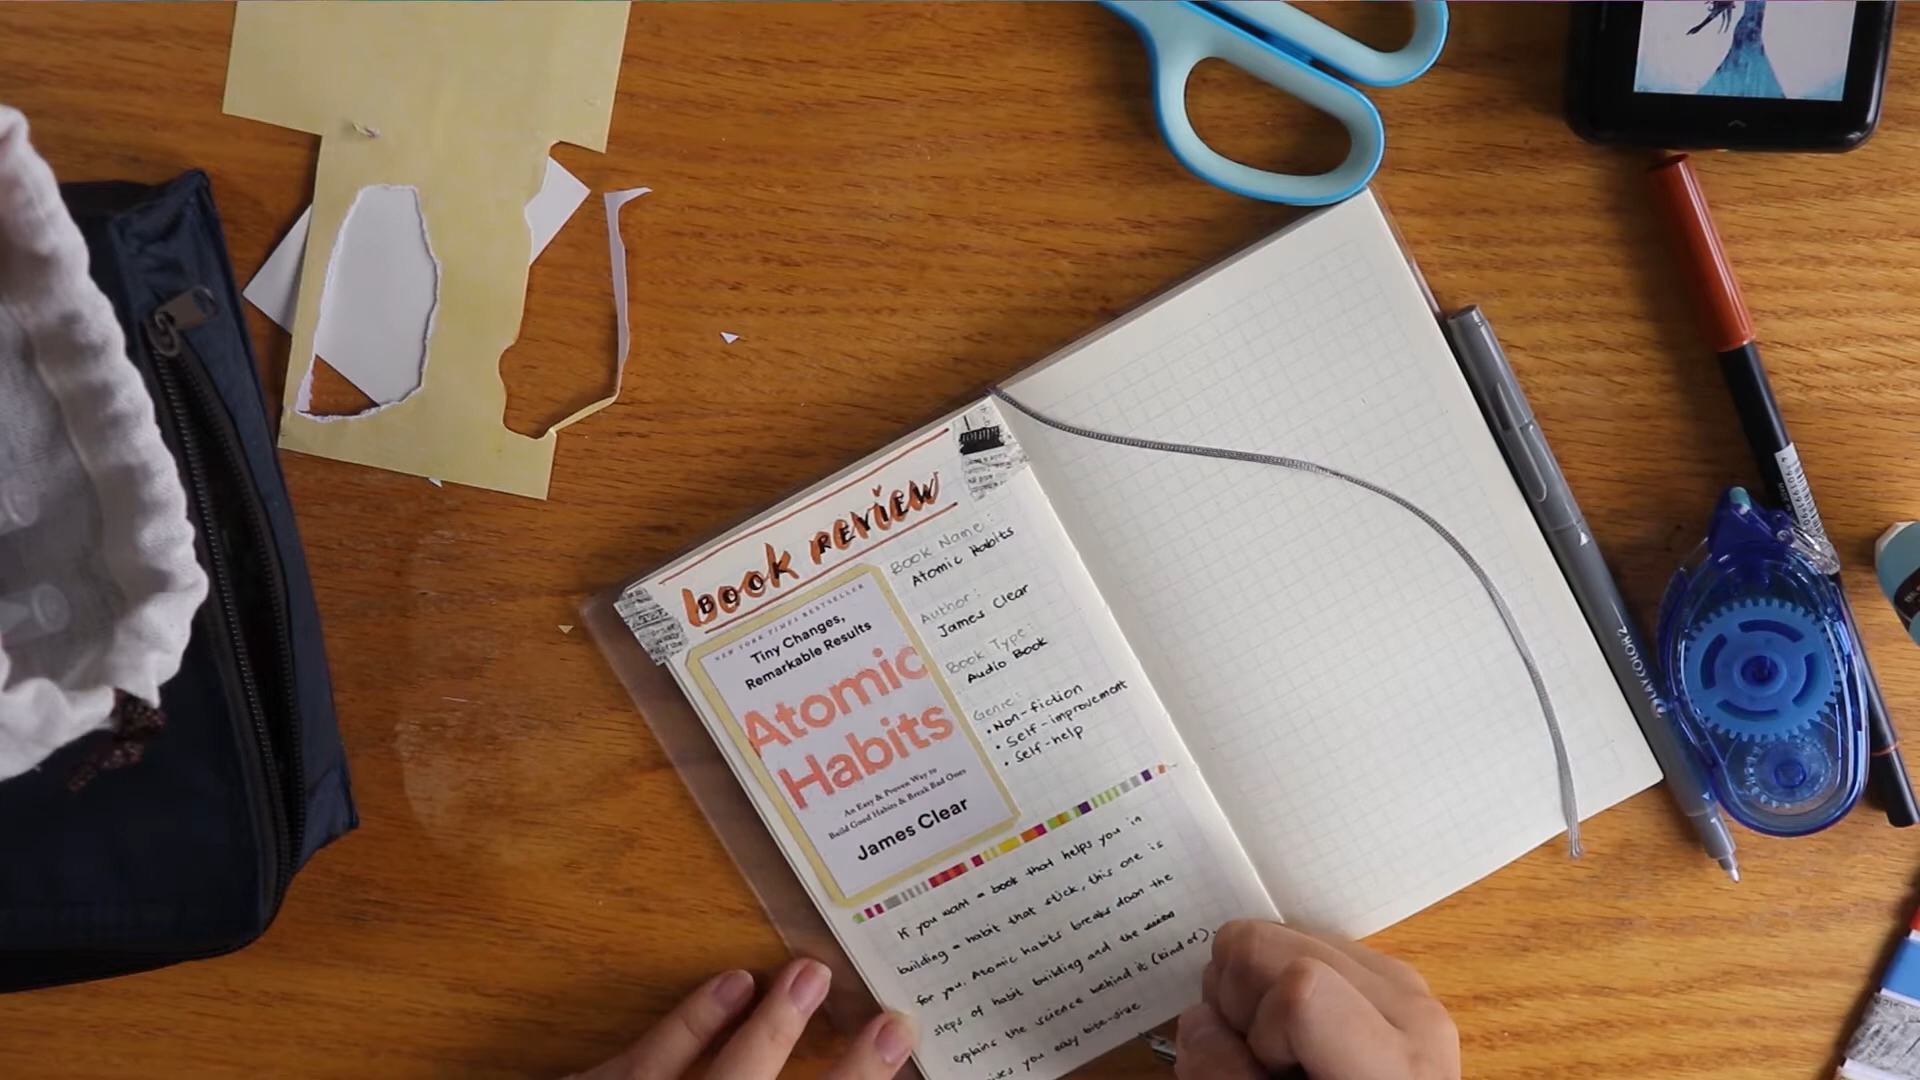 book review
BOOK REVIEW
NEW YORK TIMES BESTSELLER
Tiny Changes,
Remarkable Results
Atomic
Habits
An Easy & Proven Way to
Build Good Habits & Break Bad Ones
James Clear
Book Name:
Atomic Habits
Author:
James Clear
Book Type:
Audio Book
Genre:
• Non-fiction
• Self-improvement
• Self-help
If you want a book that helps you in
building a habit that stick, this one is
for you. Atomic habits breaks down the
steps of habit building and the
explains the science behind it (kind of).
you easy bite-size
PLAYCOLOR 2